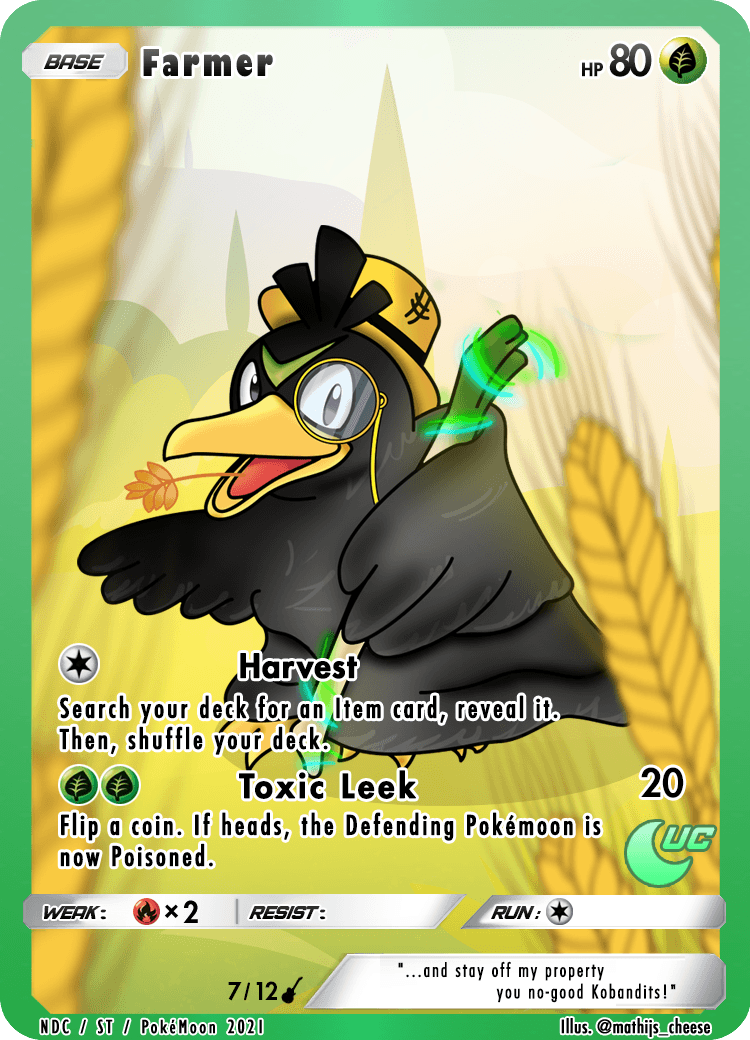 BASE Farmer HP 80
Harvest
Search your deck for an Item card, reveal it.
Then, shuffle your deck.
Toxic Leek 20
Flip a coin. If heads, the Defending Pokémoon is
now Poisoned.
UC
WEAK: ×2 RESIST: RUN:
"...and stay off my property
you no-good Kobandits!"
7/12
NDC / ST / PokéMoon 2021 Illus. @mathijs_cheese